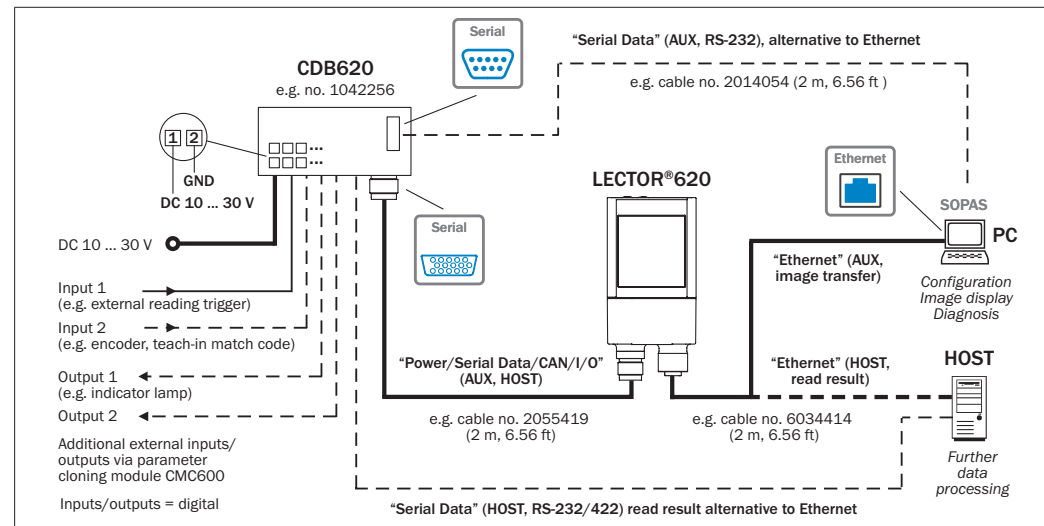 Serial
"Serial Data" (AUX, RS-232), alternative to Ethernet
e.g. cable no. 2014054 (2 m, 6.56 ft )
CDB620
e.g. no. 1042256
1 2
...
...
GND
DC 10 ... 30 V
Serial
LECTOR®620
Ethernet
SOPAS
PC
Configuration
Image display
Diagnosis
DC 10 ... 30 V
Input 1
(e.g. external reading trigger)
Input 2
(e.g. encoder, teach-in match code)
Output 1
(e.g. indicator lamp)
Output 2
Additional external inputs/
outputs via parameter
cloning module CMC600
Inputs/outputs = digital
"Power/Serial Data/CAN/I/O"
(AUX, HOST)
e.g. cable no. 2055419
(2 m, 6.56 ft)
"Ethernet" (AUX,
image transfer)
"Ethernet" (HOST,
read result)
e.g. cable no. 6034414
(2 m, 6.56 ft)
HOST
Further
data
processing
"Serial Data" (HOST, RS-232/422) read result alternative to Ethernet